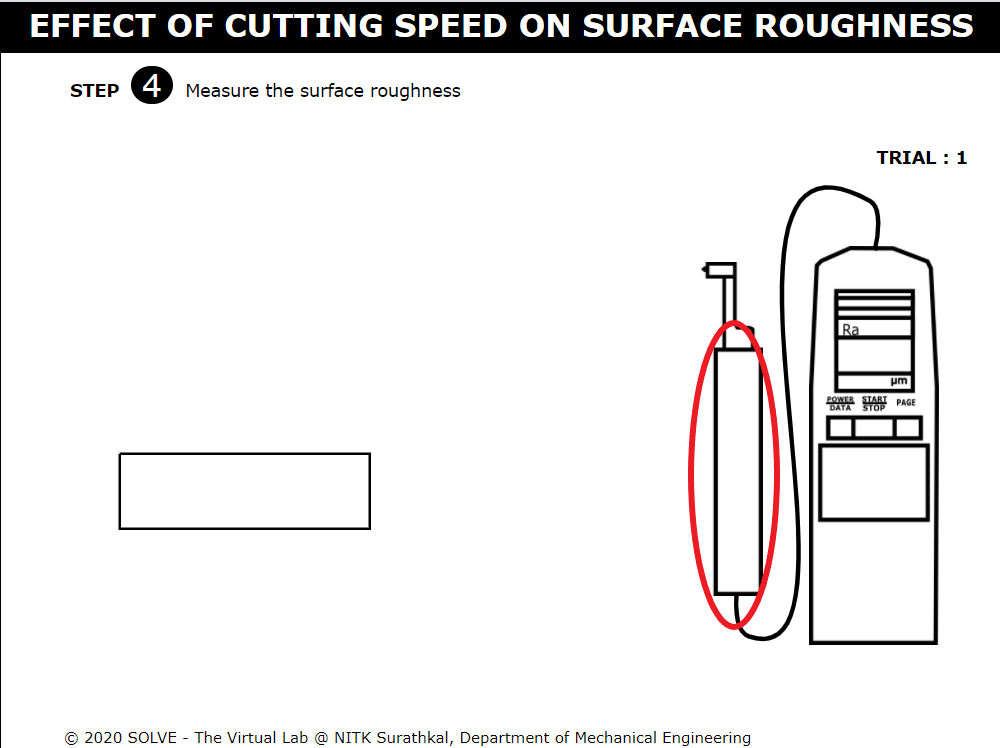 EFFECT OF CUTTING SPEED ON SURFACE ROUGHNESS
STEP 4 Measure the surface roughness
TRIAL : 1
Ra
µm
POWER START PAGE
DATA STOP
© 2020 SOLVE - The Virtual Lab @ NITK Surathkal, Department of Mechanical Engineering